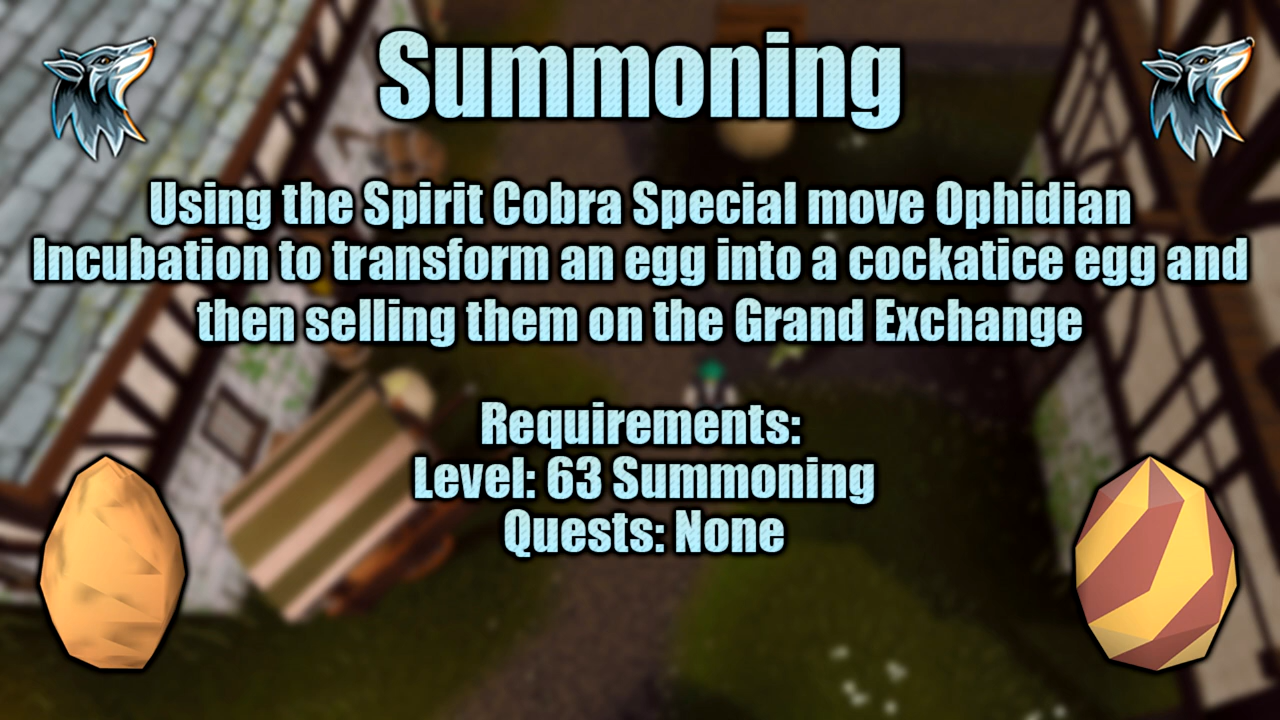 Summoning
Using the Spirit Cobra Special move Ophidian
Incubation to transform an egg into a cockatice egg and
then selling them on the Grand Exchange
Requirements:
Level: 63 Summoning
Quests: None